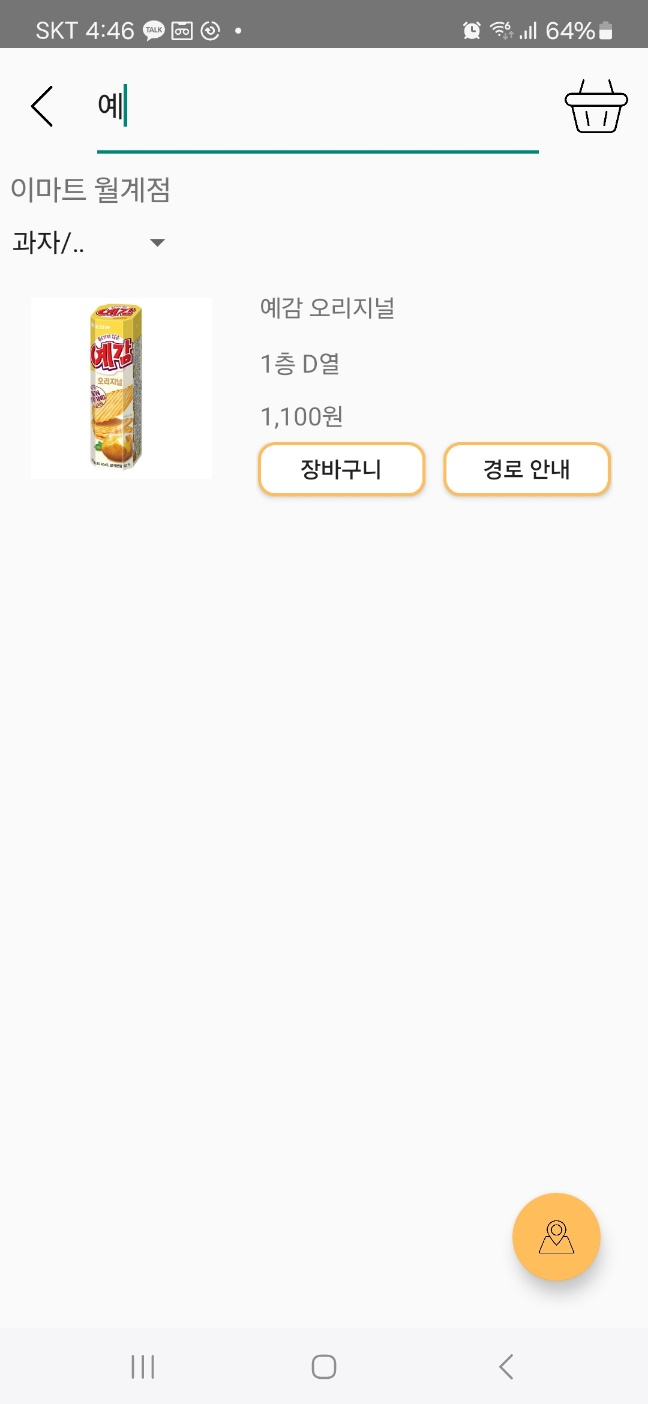 SKT 4:46 TALK 64%
예
이마트 월계점
과자/..
예감
오리지널
예감 오리지널
1층 D열
1,100원
장바구니 경로 안내